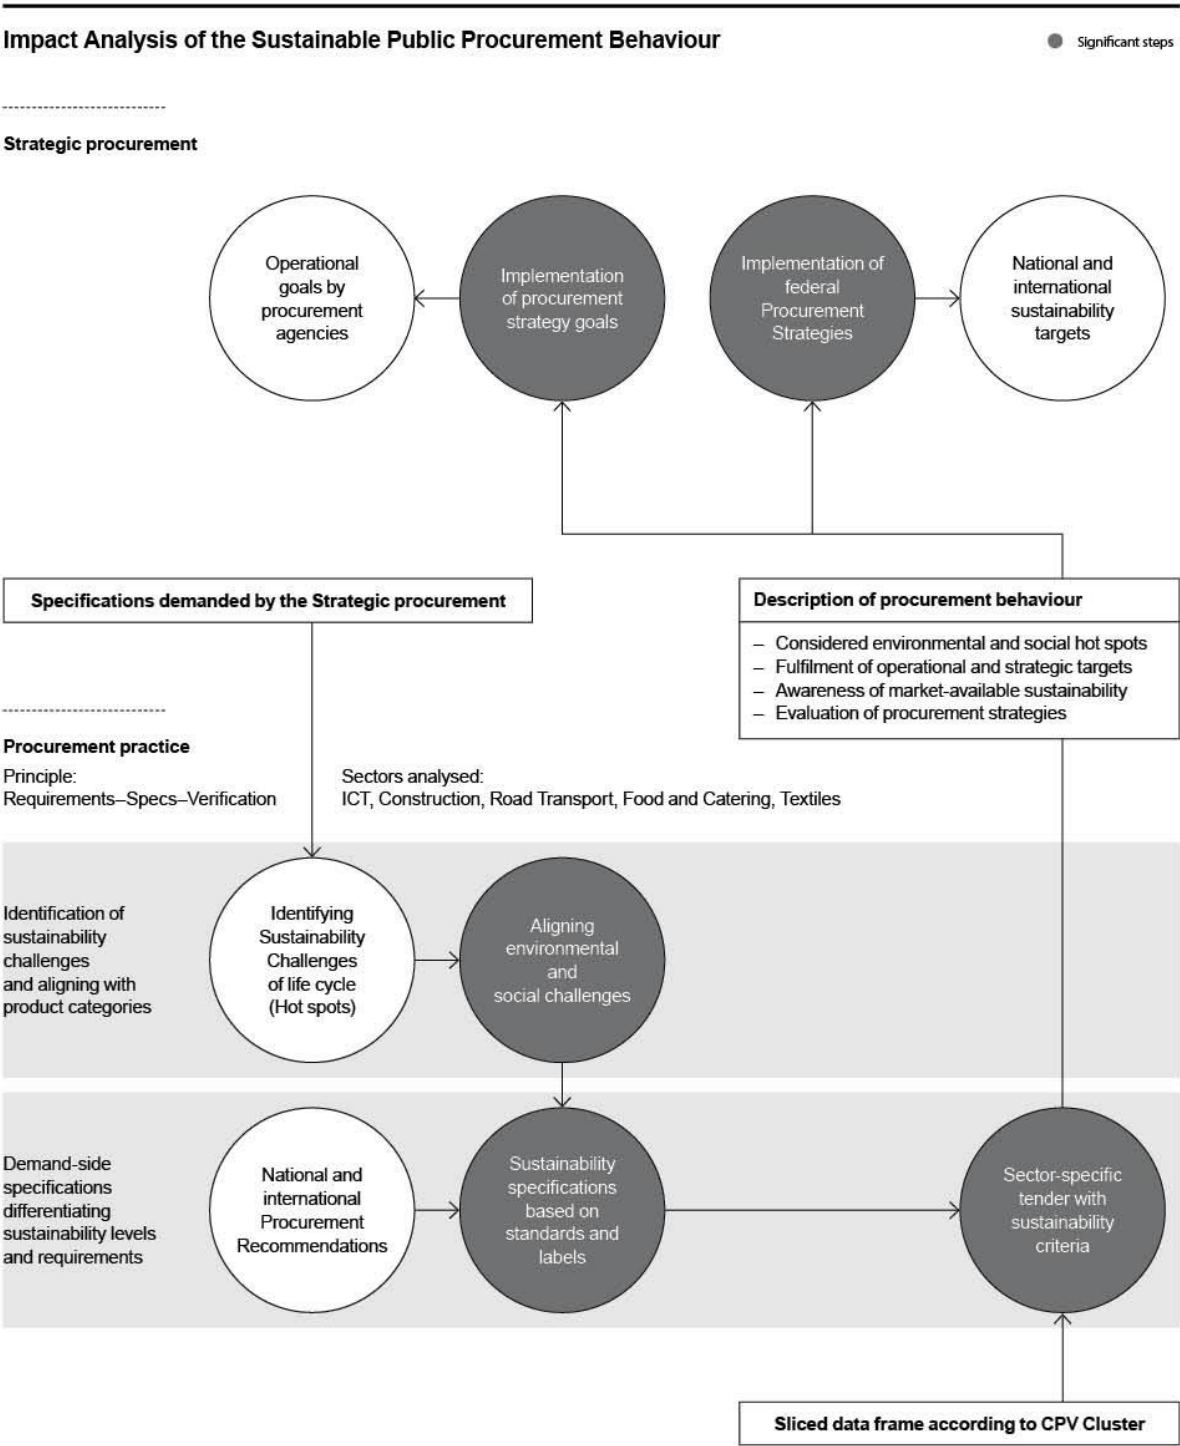 Impact Analysis of the Sustainable Public Procurement Behaviour
Significant steps
Strategic procurement
Operational
goals by
procurement
agencies
Implementation
of procurement
strategy goals
Implementation of
federal
Procurement
Strategies
National and
international
sustainability
targets
Specifications demanded by the Strategic procurement
Description of procurement behaviour
– Considered environmental and social hot spots
– Fulfilment of operational and strategic targets
– Awareness of market-available sustainability
– Evaluation of procurement strategies
Procurement practice
Principle:
Requirements–Specs–Verification
Sectors analysed:
ICT, Construction, Road Transport, Food and Catering, Textiles
Identification of
sustainability
challenges
and aligning with
product categories
Identifying
Sustainability
Challenges
of life cycle
(Hot spots)
Aligning
environmental
and
social challenges
Demand-side
specifications
differentiating
sustainability levels
and requirements
National and
international
Procurement
Recommendations
Sustainability
specifications
based on
standards and
labels
Sector-specific
tender with
sustainability
criteria
Sliced data frame according to CPV Cluster